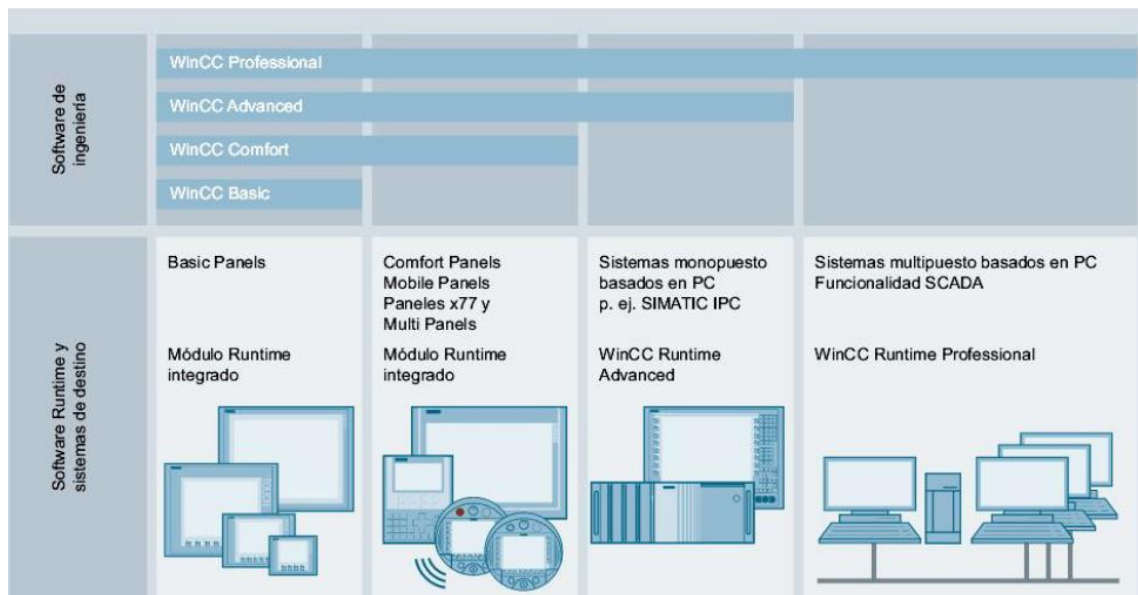 Software de
ingeniería
WinCC Professional
WinCC Advanced
WinCC Comfort
WinCC Basic
Software Runtime y
sistemas de destino
Basic Panels
Módulo Runtime
integrado
Comfort Panels
Mobile Panels
Paneles x77 y
Multi Panels
Módulo Runtime
integrado
Sistemas monopuesto
basados en PC
p. ej. SIMATIC IPC
WinCC Runtime
Advanced
Sistemas multipuesto basados en PC
Funcionalidad SCADA
WinCC Runtime Professional